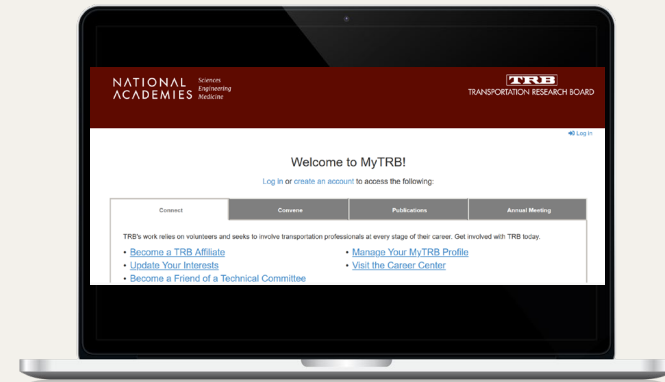 NATIONAL ACADEMIES
Sciences
Engineering
Medicine
TRB
TRANSPORTATION RESEARCH BOARD
Log in
Welcome to MyTRB!
Log in or create an account to access the following:
Connect
Convene
Publications
Annual Meeting
TRB's work relies on volunteers and seeks to involve transportation professionals at every stage of their career. Get involved with TRB today.
• Become a TRB Affiliate
• Update Your Interests
• Become a Friend of a Technical Committee
• Manage Your MyTRB Profile
• Visit the Career Center